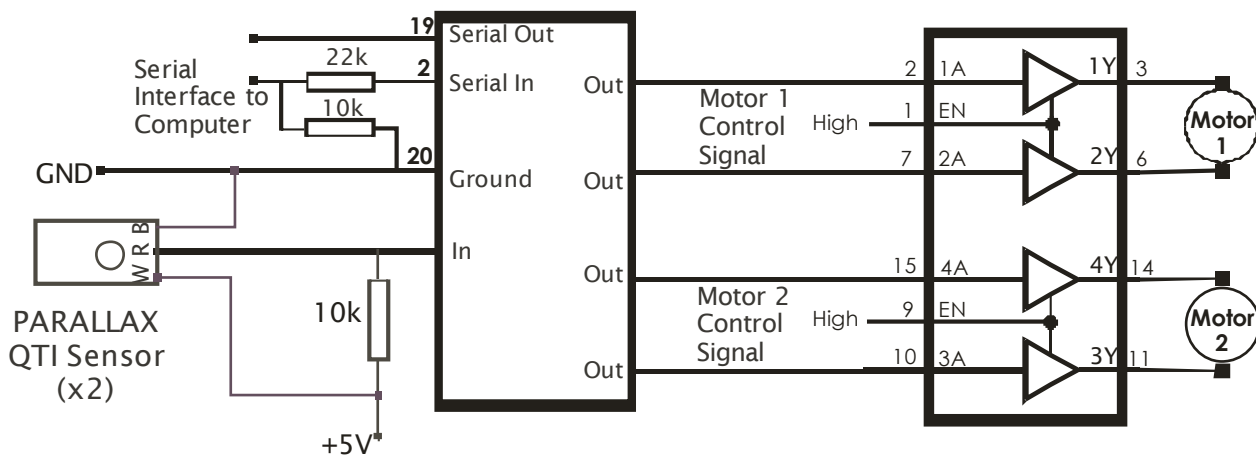 19
Serial Out
22k
2
Serial In
Serial
Interface to
Computer
10k
20
GND
Ground
B
R
W
In
10k
PARALLAX
QTI Sensor
(x2)
+5V
Out
Out
Out
Out
Motor 1
Control
Signal
High
Motor 2
Control
Signal
High
2
1A
1
EN
7
2A
15
4A
9
EN
10
3A
1Y
3
2Y
6
4Y
14
3Y
11
Motor
1
Motor
2